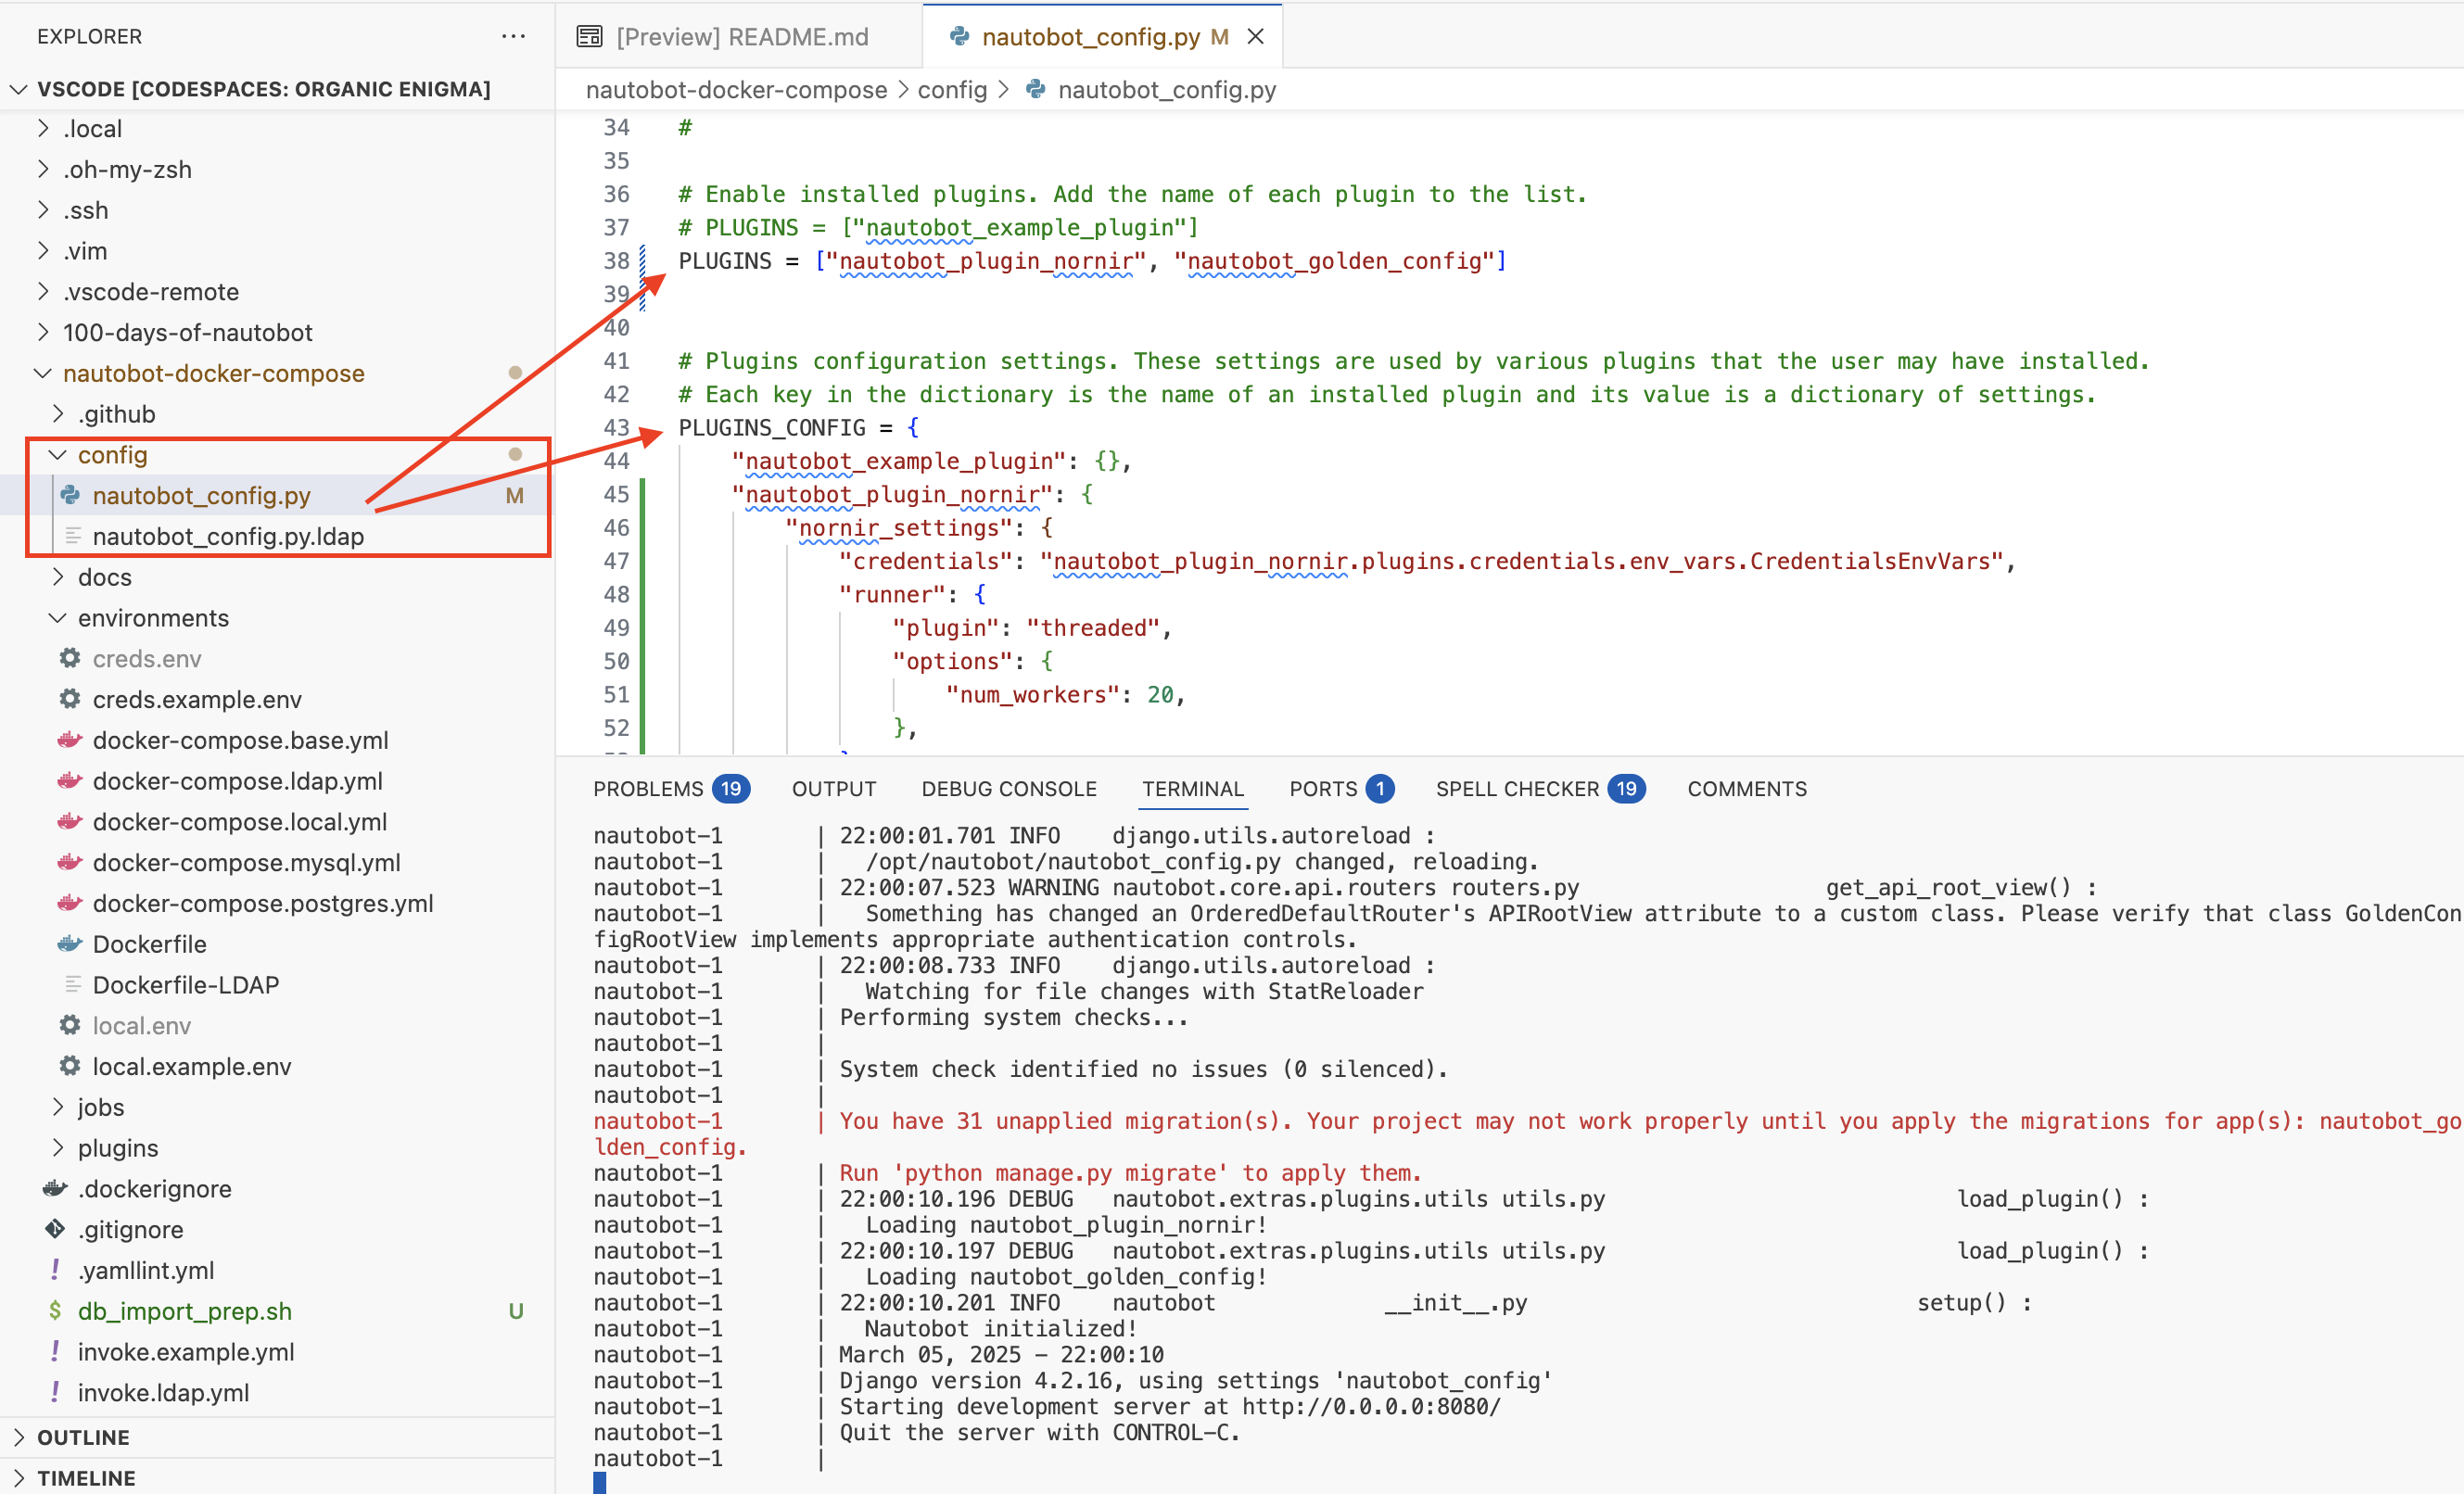 EXPLORER
VSCODE [CODESPACES: ORGANIC ENIGMA]
.local
.oh-my-zsh
.ssh
.vim
.vscode-remote
100-days-of-nautobot
nautobot-docker-compose
.github
config
nautobot_config.py M
nautobot_config.py.ldap
docs
environments
creds.env
creds.example.env
docker-compose.base.yml
docker-compose.ldap.yml
docker-compose.local.yml
docker-compose.mysql.yml
docker-compose.postgres.yml
Dockerfile
Dockerfile-LDAP
local.env
local.example.env
jobs
plugins
.dockerignore
.gitignore
! .yamllint.yml
$ db_import_prep.sh U
! invoke.example.yml
! invoke.ldap.yml
OUTLINE
TIMELINE
[Preview] README.md
nautobot_config.py M
nautobot-docker-compose > config > nautobot_config.py
34 #
35
36 # Enable installed plugins. Add the name of each plugin to the list.
37 # PLUGINS = ["nautobot_example_plugin"]
38 PLUGINS = ["nautobot_plugin_nornir", "nautobot_golden_config"]
39
40
41 # Plugins configuration settings. These settings are used by various plugins that the user may have installed.
42 # Each key in the dictionary is the name of an installed plugin and its value is a dictionary of settings.
43 PLUGINS_CONFIG = {
44 "nautobot_example_plugin": {},
45 "nautobot_plugin_nornir": {
46 "nornir_settings": {
47 "credentials": "nautobot_plugin_nornir.plugins.credentials.env_vars.CredentialsEnvVars",
48 "runner": {
49 "plugin": "threaded",
50 "options": {
51 "num_workers": 20,
52 },
PROBLEMS 19 OUTPUT DEBUG CONSOLE TERMINAL PORTS 1 SPELL CHECKER 19 COMMENTS
nautobot-1 | 22:00:01.701 INFO django.utils.autoreload :
nautobot-1 | /opt/nautobot/nautobot_config.py changed, reloading.
nautobot-1 | 22:00:07.523 WARNING nautobot.core.api.routers routers.py get_api_root_view() :
nautobot-1 | Something has changed an OrderedDefaultRouter's APIRootView attribute to a custom class. Please verify that class GoldenCon
figRootView implements appropriate authentication controls.
nautobot-1 | 22:00:08.733 INFO django.utils.autoreload :
nautobot-1 | Watching for file changes with StatReloader
nautobot-1 | Performing system checks...
nautobot-1 |
nautobot-1 | System check identified no issues (0 silenced).
nautobot-1 |
nautobot-1 | You have 31 unapplied migration(s). Your project may not work properly until you apply the migrations for app(s): nautobot_go
lden_config.
nautobot-1 | Run 'python manage.py migrate' to apply them.
nautobot-1 | 22:00:10.196 DEBUG nautobot.extras.plugins.utils utils.py load_plugin() :
nautobot-1 | Loading nautobot_plugin_nornir!
nautobot-1 | 22:00:10.197 DEBUG nautobot.extras.plugins.utils utils.py load_plugin() :
nautobot-1 | Loading nautobot_golden_config!
nautobot-1 | 22:00:10.201 INFO nautobot __init__.py setup() :
nautobot-1 | Nautobot initialized!
nautobot-1 | March 05, 2025 - 22:00:10
nautobot-1 | Django version 4.2.16, using settings 'nautobot_config'
nautobot-1 | Starting development server at http://0.0.0.0:8080/
nautobot-1 | Quit the server with CONTROL-C.
nautobot-1 |